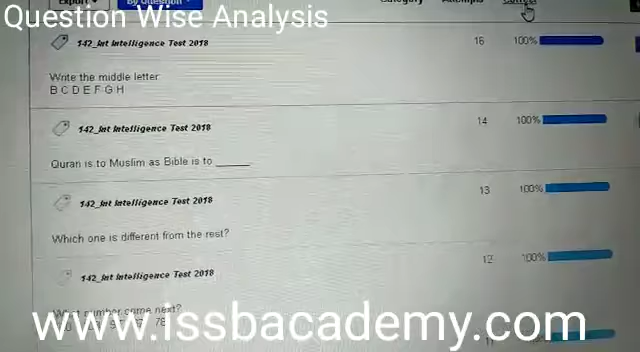 Question Wise Analysis
Export
By Question
Category
Attempts
Correct
142_Int Intelligence Test 2018
16
100%
Write the middle letter
B C D E F G H
142_Int Intelligence Test 2018
14
100%
Quran is to Muslim as Bible is to ______
142_Int Intelligence Test 2018
13
100%
Which one is different from the rest?
142_Int Intelligence Test 2018
12
100%
What number come next?
78
11
www.issbacademy.com